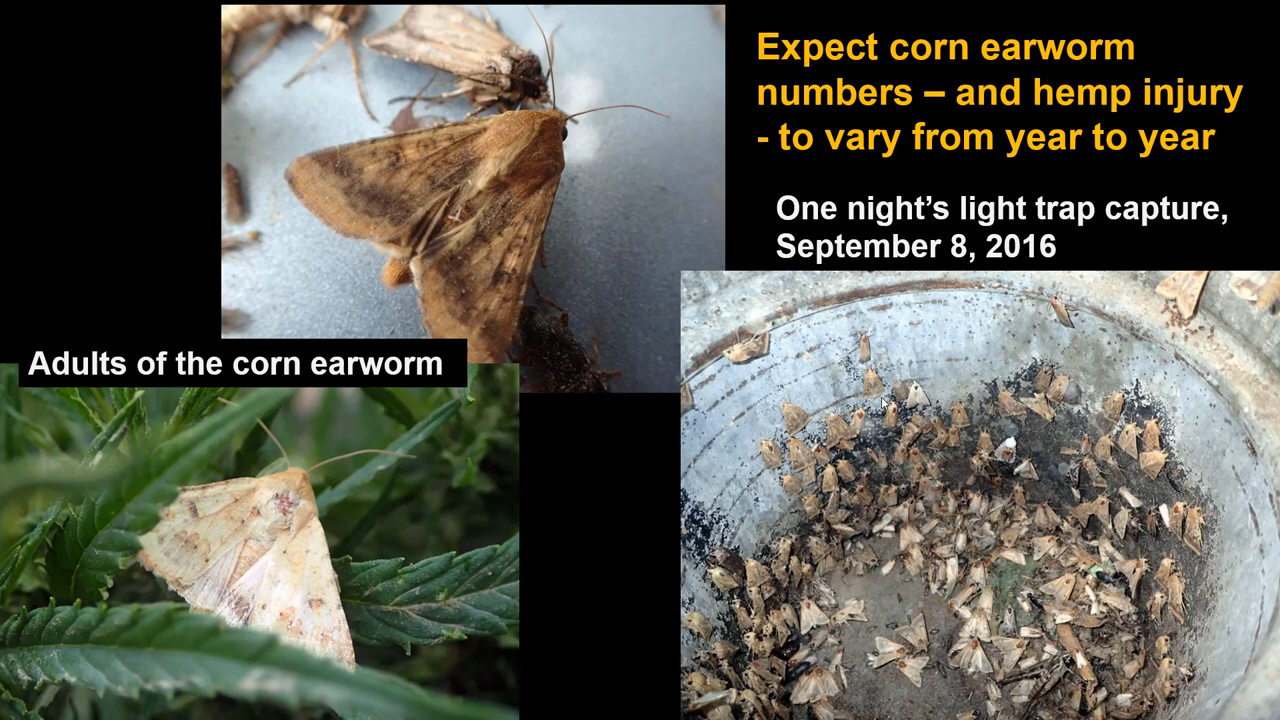 Expect corn earworm
numbers – and hemp injury
- to vary from year to year
One night’s light trap capture,
September 8, 2016
Adults of the corn earworm